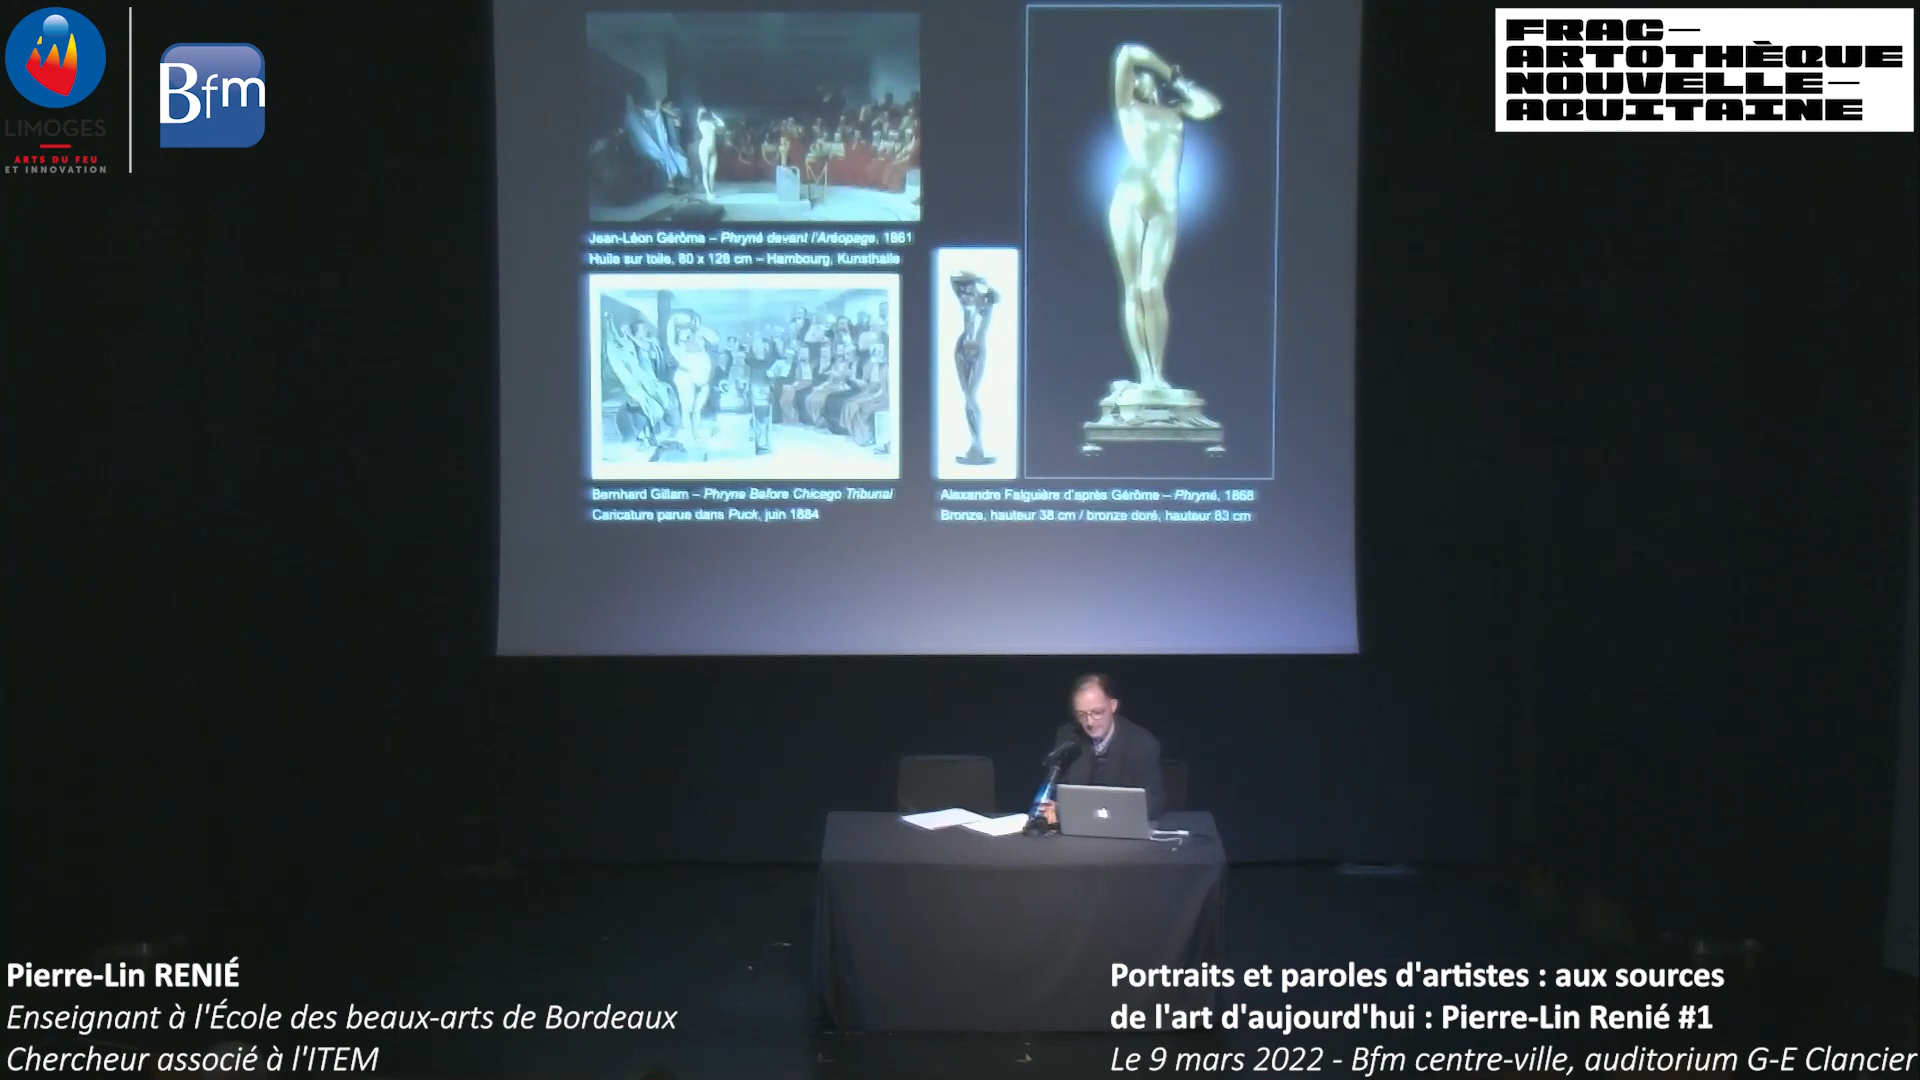 LIMOGES
ARTS DU FEU
ET INNOVATION
Bfm
FRAC—
ARTOTHÈQUE
NOUVELLE—
AQUITAINE
Jean-Léon Gérôme – Phryné devant l'Aréopage, 1861
Huile sur toile, 80 x 128 cm – Hambourg, Kunsthalle
Bernhard Gillam – Phryne Before Chicago Tribunal
Caricature parue dans Puck, juin 1884
Alexandre Falguière d'après Gérôme – Phryné, 1868
Bronze, hauteur 38 cm / bronze doré, hauteur 83 cm
Pierre-Lin RENIÉ
Enseignant à l'École des beaux-arts de Bordeaux
Chercheur associé à l'ITEM
Portraits et paroles d'artistes : aux sources
de l'art d'aujourd'hui : Pierre-Lin Renié #1
Le 9 mars 2022 - Bfm centre-ville, auditorium G-E Clancier